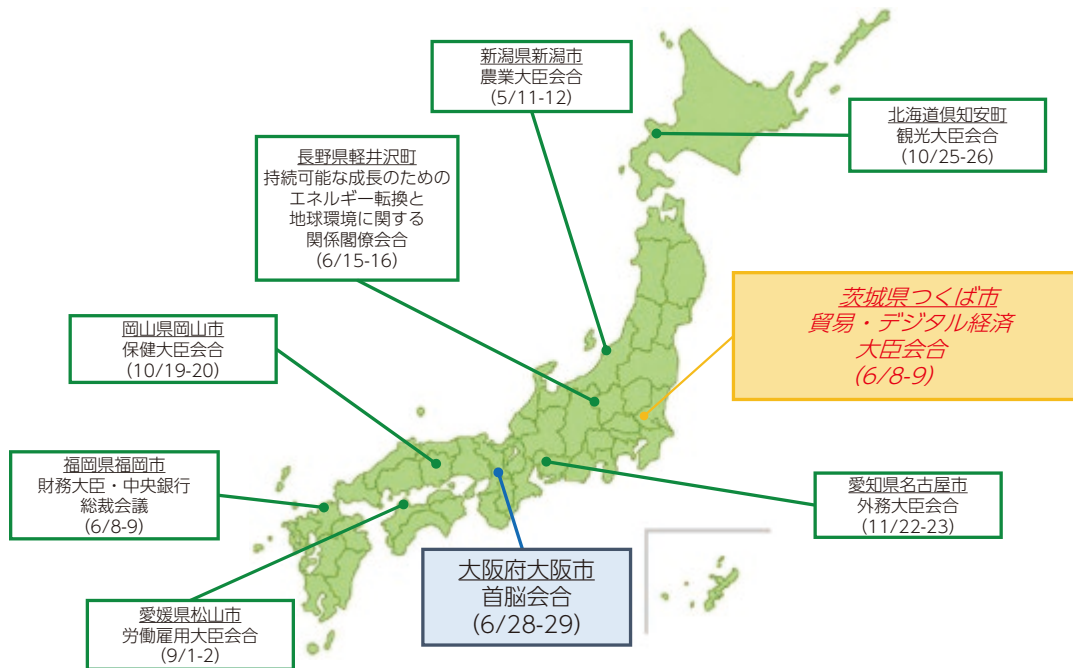 新潟県新潟市
農業大臣会合
(5/11-12)
北海道倶知安町
観光大臣会合
(10/25-26)
長野県軽井沢町
持続可能な成長のための
エネルギー転換と
地球環境に関する
関係閣僚会合
(6/15-16)
茨城県つくば市
貿易・デジタル経済
大臣会合
(6/8-9)
岡山県岡山市
保健大臣会合
(10/19-20)
福岡県福岡市
財務大臣・中央銀行
総裁会議
(6/8-9)
愛知県名古屋市
外務大臣会合
(11/22-23)
大阪府大阪市
首脳会合
(6/28-29)
愛媛県松山市
労働雇用大臣会合
(9/1-2)